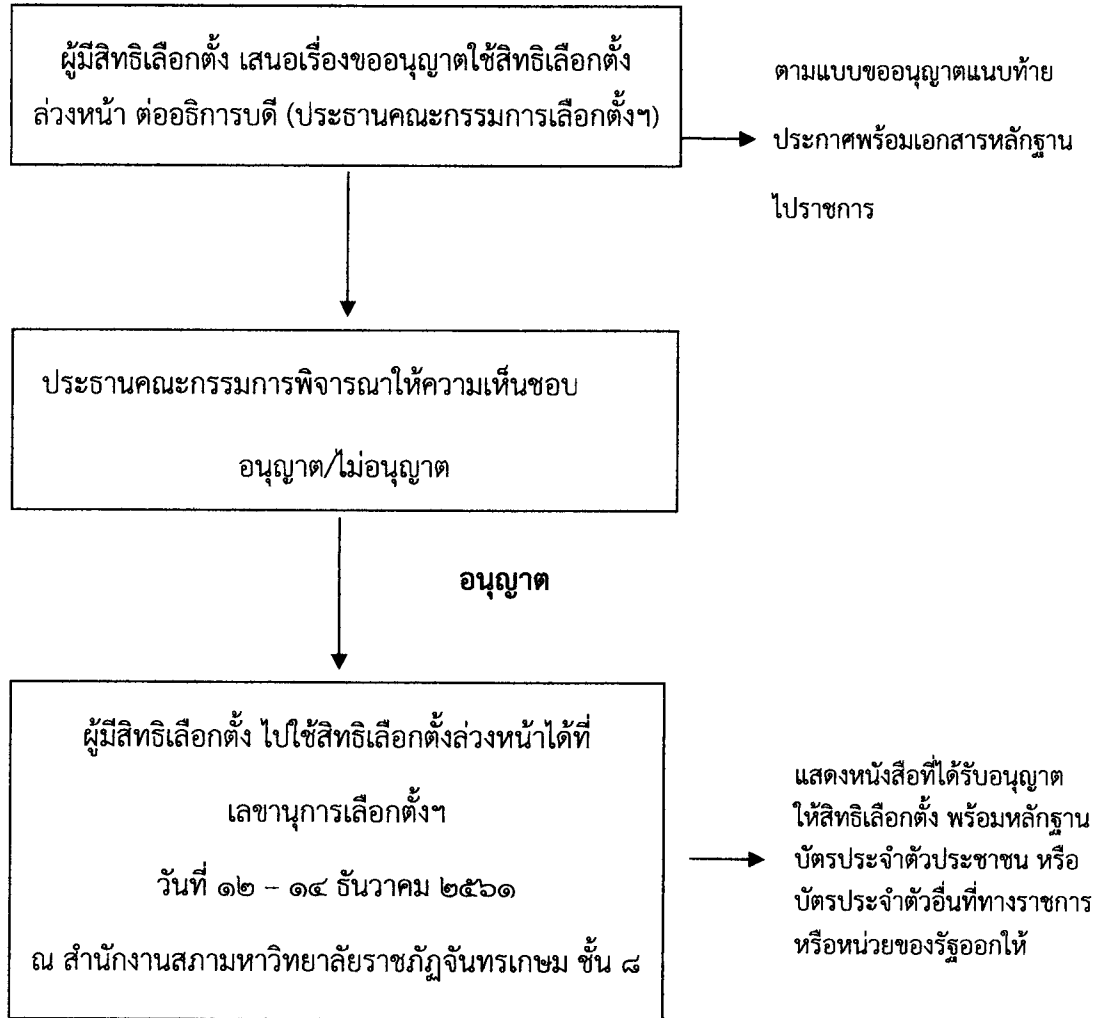 ผู้มีสิทธิเลือกตั้ง เสนอเรื่องขออนุญาตใช้สิทธิเลือกตั้ง
ล่วงหน้า ต่ออธิการบดี (ประธานคณะกรรมการเลือกตั้งฯ)
ตามแบบขออนุญาตแนบท้าย
ประกาศพร้อมเอกสารหลักฐาน
ไปราชการ
ประธานคณะกรรมการพิจารณาให้ความเห็นชอบ
อนุญาต/ไม่อนุญาต
อนุญาต
ผู้มีสิทธิเลือกตั้ง ไปใช้สิทธิเลือกตั้งล่วงหน้าได้ที่
เลขานุการเลือกตั้งฯ
วันที่ ๑๒ – ๑๔ ธันวาคม ๒๕๖๑
ณ สำนักงานสภามหาวิทยาลัยราชภัฏจันทรเกษม ชั้น ๘
แสดงหนังสือที่ได้รับอนุญาต
ให้สิทธิเลือกตั้ง พร้อมหลักฐาน
บัตรประจำตัวประชาชน หรือ
บัตรประจำตัวอื่นที่ทางราชการ
หรือหน่วยของรัฐออกให้